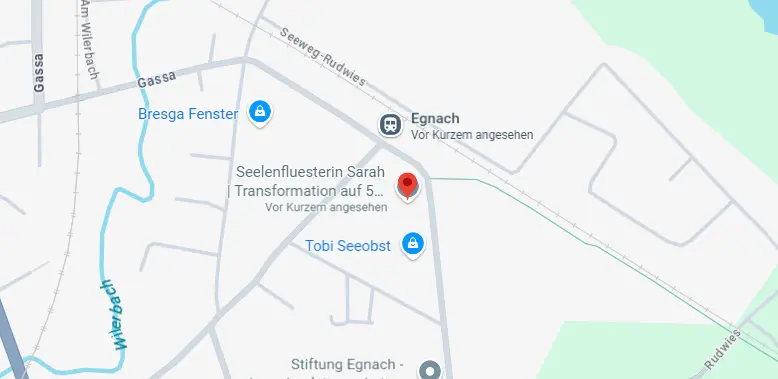 Am-Wilerbach
Gassa
Seeweg-Rudwies
Gassa
Bresga Fenster
Egnach
Vor Kurzem angesehen
Seelenfluesterin Sarah
| Transformation auf 5...
Vor Kurzem angesehen
Tobi Seeobst
Wilerbach
Stiftung Egnach -
Rudwies